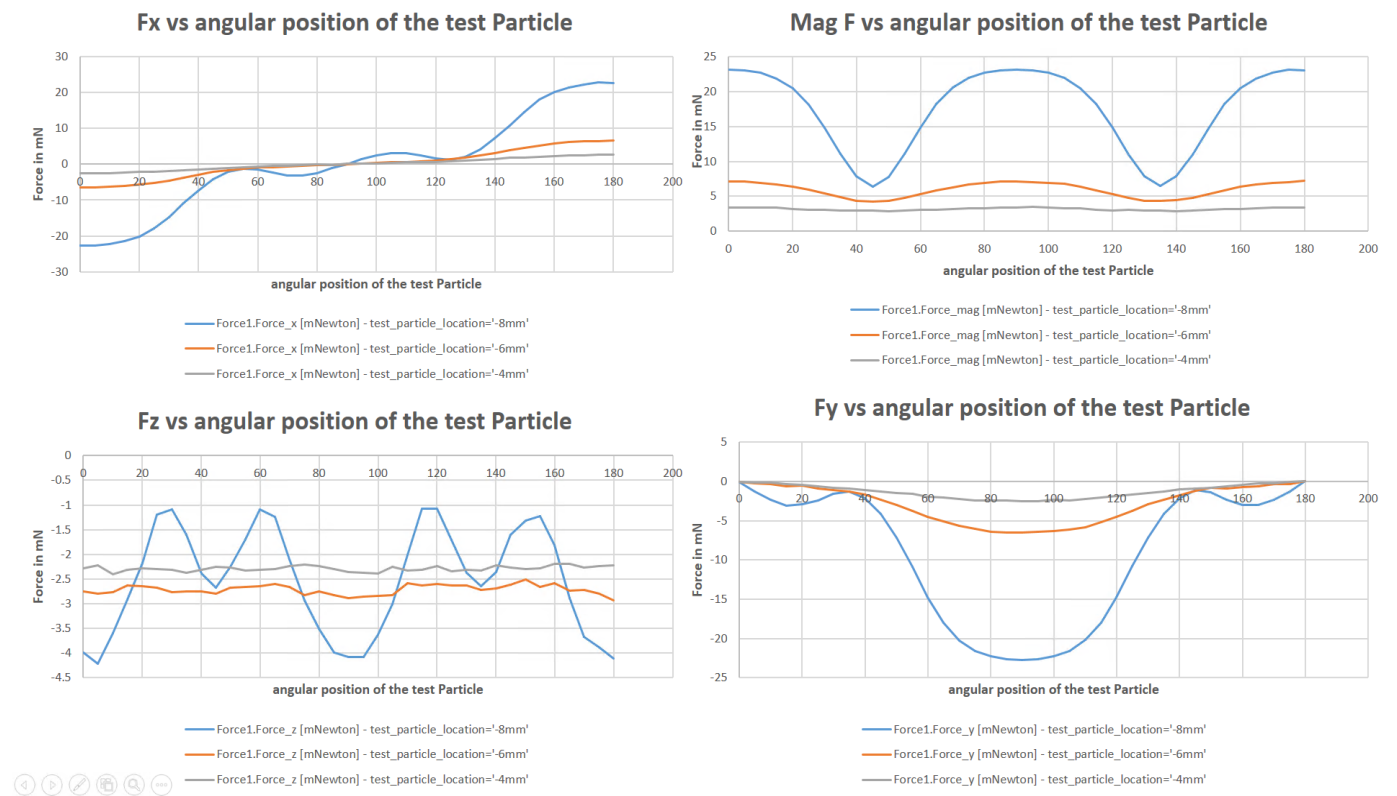 Fx vs angular position of the test Particle
30
20
10
0
-10
-20
-30
0 20 40 60 80 100 120 140 160 180 200
Force in mN
angular position of the test Particle
Force1.Force_x [mNewton] - test_particle_location='-8mm'
Force1.Force_x [mNewton] - test_particle_location='-6mm'
Force1.Force_x [mNewton] - test_particle_location='-4mm'
Mag F vs angular position of the test Particle
25
20
15
10
5
0
0 20 40 60 80 100 120 140 160 180 200
Force in mN
angular position of the test Particle
Force1.Force_mag [mNewton] - test_particle_location='-8mm'
Force1.Force_mag [mNewton] - test_particle_location='-6mm'
Force1.Force_mag [mNewton] - test_particle_location='-4mm'
Fz vs angular position of the test Particle
0
-0.5
-1
-1.5
-2
-2.5
-3
-3.5
-4
-4.5
0 20 40 60 80 100 120 140 160 180 200
Force in mN
angular position of the test Particle
Force1.Force_z [mNewton] - test_particle_location='-8mm'
Force1.Force_z [mNewton] - test_particle_location='-6mm'
Force1.Force_z [mNewton] - test_particle_location='-4mm'
Fy vs angular position of the test Particle
5
0
-5
-10
-15
-20
-25
0 20 40 60 80 100 120 140 160 180 200
Force in mN
angular position of the test Particle
Force1.Force_y [mNewton] - test_particle_location='-8mm'
Force1.Force_y [mNewton] - test_particle_location='-6mm'
Force1.Force_y [mNewton] - test_particle_location='-4mm'